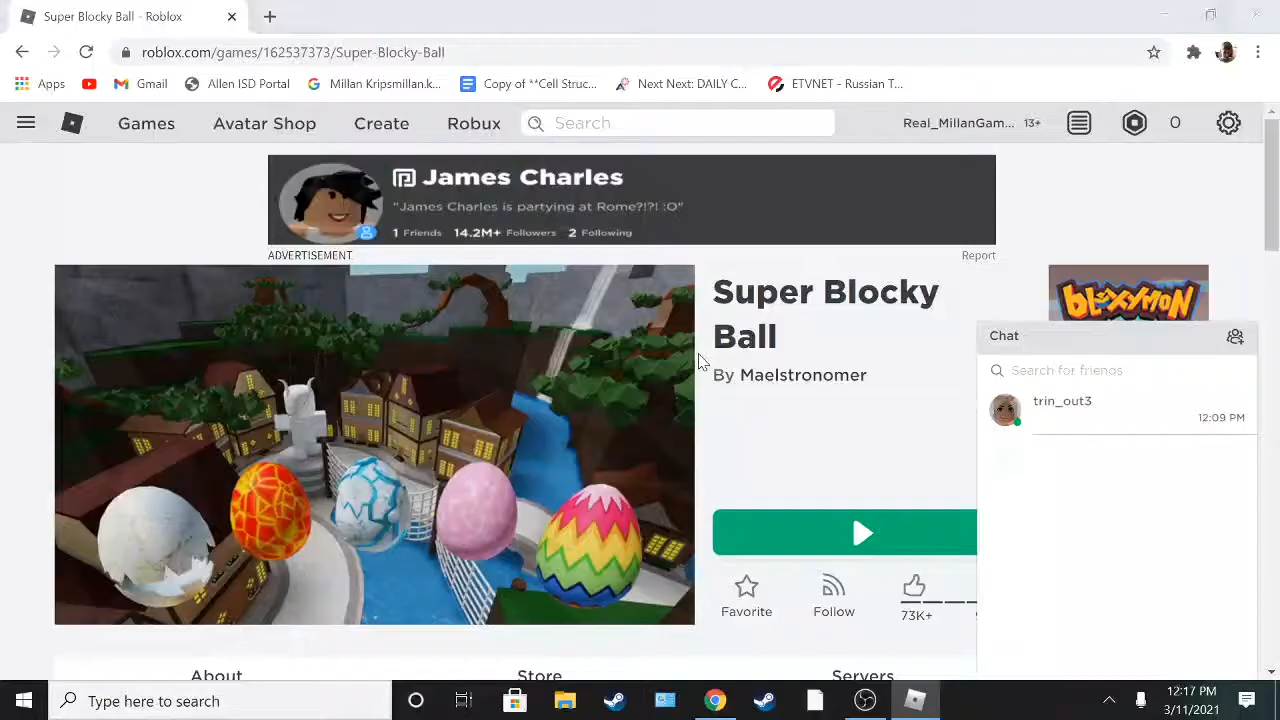 Super Blocky Ball - Roblox
roblox.com/games/162537373/Super-Blocky-Ball
Apps
Gmail
Allen ISD Portal
Millan Kripsmillan.k...
Copy of **Cell Struc...
Next Next: DAILY C...
ETVNET - Russian T...
Games
Avatar Shop
Create
Robux
Search
Real_MillanGam...
13+
0
James Charles
"James Charles is partying at Rome?!?! :O"
1 Friends 14.2M+ Followers 2 Following
ADVERTISEMENT
Report
Super Blocky
Ball
By Maelstronomer
BLOXYMON
Chat
Search for friends
trin_out3
12:09 PM
Favorite
Follow
73K+
About
Store
Servers
Type here to search
12:17 PM
3/11/2021